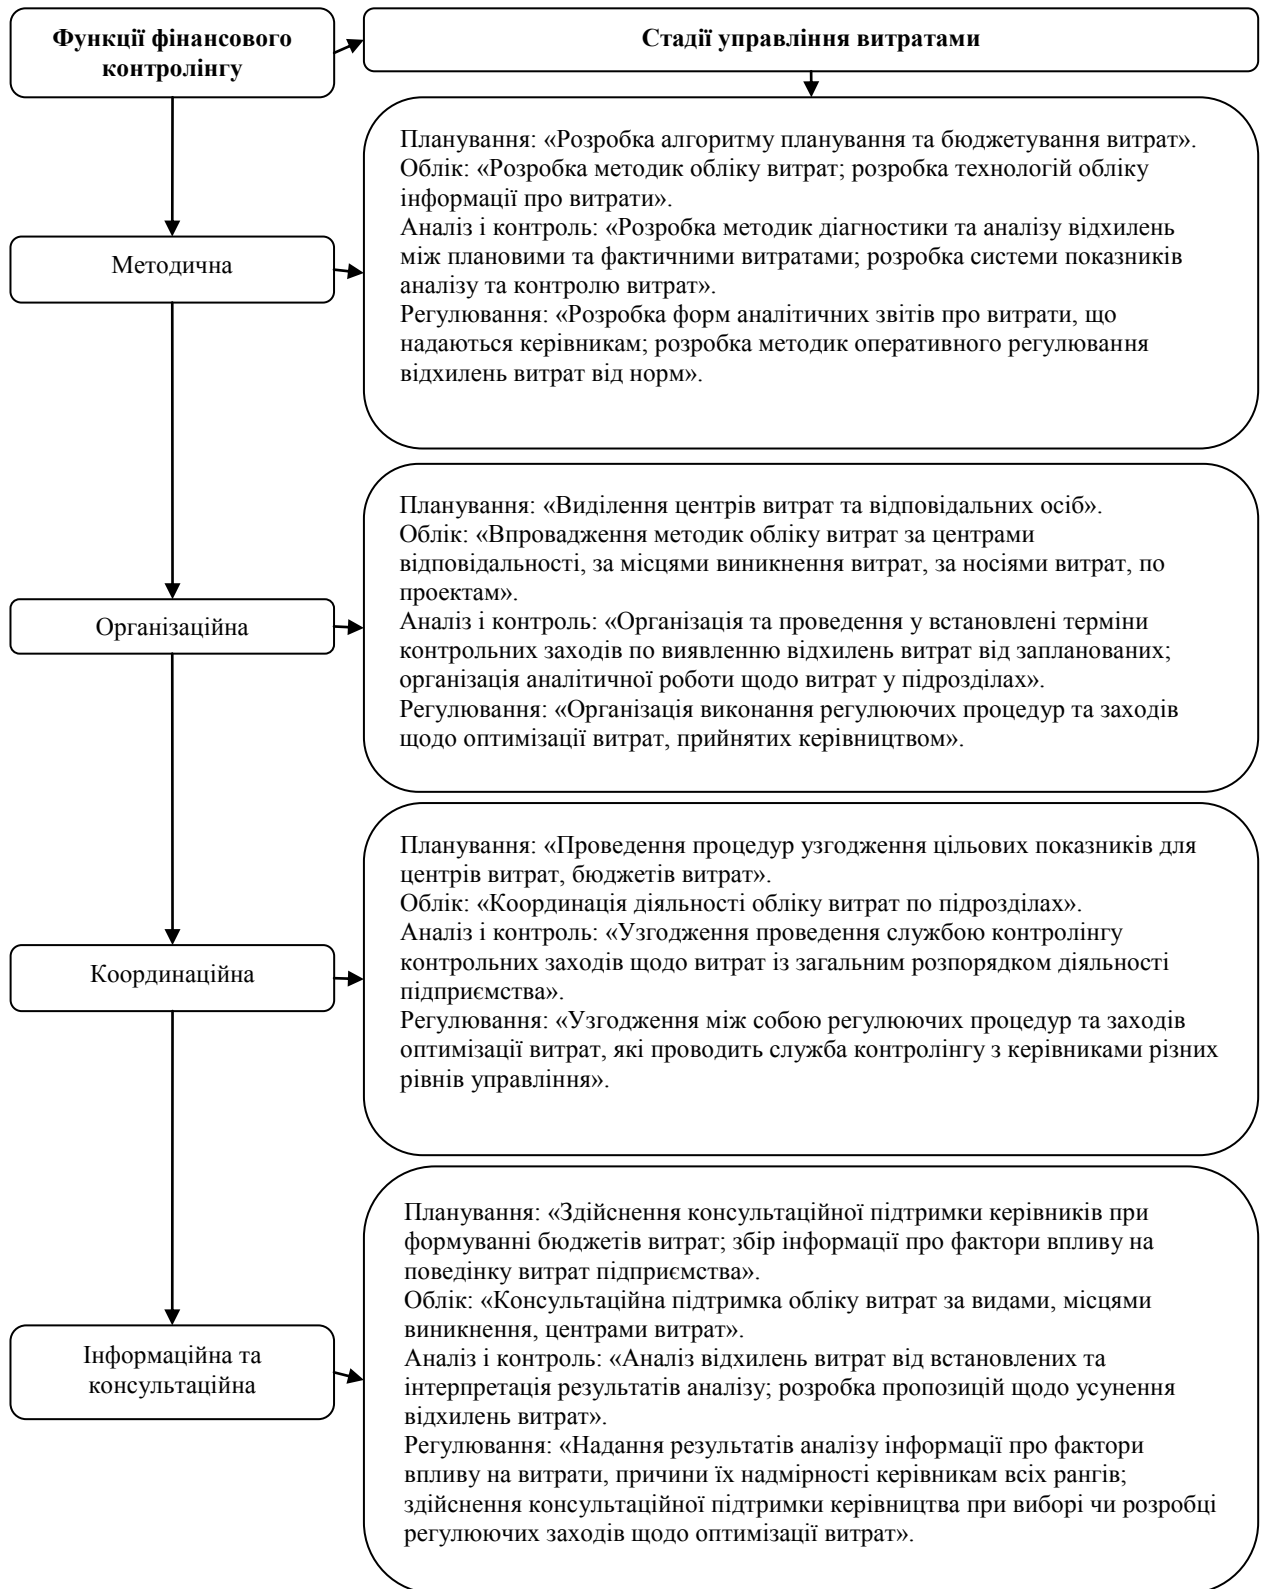 Функції фінансового
контролінгу
Стадії управління витратами
Методична
Планування: «Розробка алгоритму планування та бюджетування витрат».
Облік: «Розробка методик обліку витрат; розробка технологій обліку
інформації про витрати».
Аналіз і контроль: «Розробка методик діагностики та аналізу відхилень
між плановими та фактичними витратами; розробка системи показників
аналізу та контролю витрат».
Регулювання: «Розробка форм аналітичних звітів про витрати, що
надаються керівникам; розробка методик оперативного регулювання
відхилень витрат від норм».
Організаційна
Планування: «Виділення центрів витрат та відповідальних осіб».
Облік: «Впровадження методик обліку витрат за центрами
відповідальності, за місцями виникнення витрат, за носіями витрат, по
проектам».
Аналіз і контроль: «Організація та проведення у встановлені терміни
контрольних заходів по виявленню відхилень витрат від запланованих;
організація аналітичної роботи щодо витрат у підрозділах».
Регулювання: «Організація виконання регулюючих процедур та заходів
щодо оптимізації витрат, прийнятих керівництвом».
Координаційна
Планування: «Проведення процедур узгодження цільових показників для
центрів витрат, бюджетів витрат».
Облік: «Координація діяльності обліку витрат по підрозділах».
Аналіз і контроль: «Узгодження проведення службою контролінгу
контрольних заходів щодо витрат із загальним розпорядком діяльності
підприємства».
Регулювання: «Узгодження між собою регулюючих процедур та заходів
оптимізації витрат, які проводить служба контролінгу з керівниками різних
рівнів управління».
Інформаційна та
консультаційна
Планування: «Здійснення консультаційної підтримки керівників при
формуванні бюджетів витрат; збір інформації про фактори впливу на
поведінку витрат підприємства».
Облік: «Консультаційна підтримка обліку витрат за видами, місцями
виникнення, центрами витрат».
Аналіз і контроль: «Аналіз відхилень витрат від встановлених та
інтерпретація результатів аналізу; розробка пропозицій щодо усунення
відхилень витрат».
Регулювання: «Надання результатів аналізу інформації про фактори
впливу на витрати, причини їх надмірності керівникам всіх рангів;
здійснення консультаційної підтримки керівництва при виборі чи розробці
регулюючих заходів щодо оптимізації витрат».